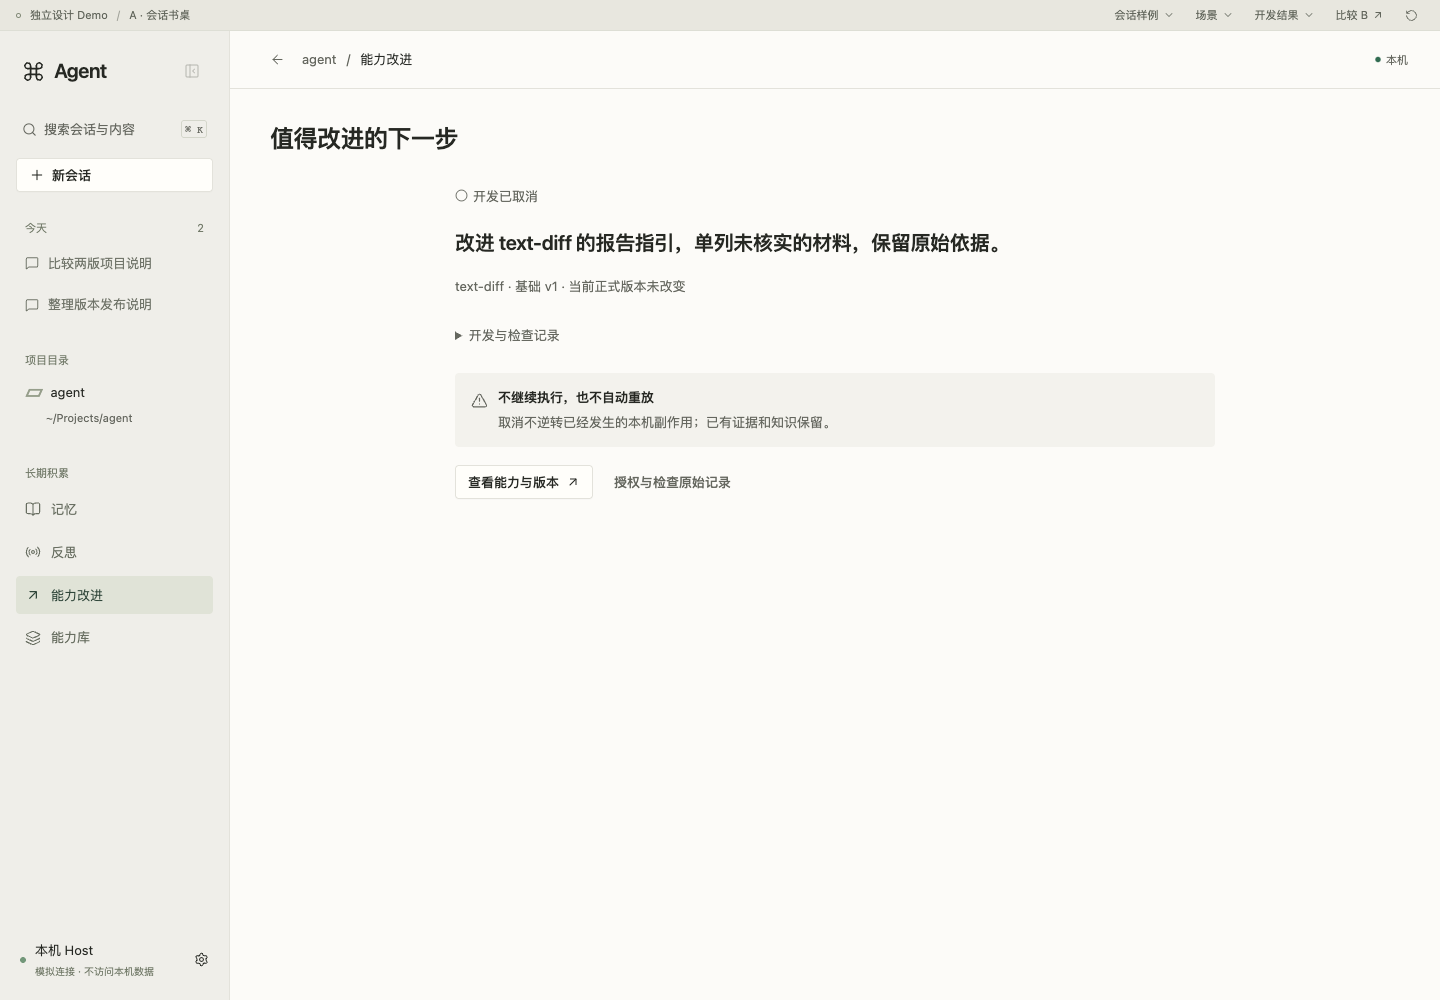 独立设计 Demo / A · 会话书桌
会话样例 场景 开发结果 比较 B
Agent
搜索会话与内容 ⌘ K
新会话
今天 2
比较两版项目说明
整理版本发布说明
项目目录
agent
~/Projects/agent
长期积累
记忆
反思
能力改进
能力库
本机 Host
模拟连接 · 不访问本机数据
agent / 能力改进
本机
值得改进的下一步
开发已取消
改进 text-diff 的报告指引，单列未核实的材料，保留原始依据。
text-diff · 基础 v1 · 当前正式版本未改变
开发与检查记录
不继续执行，也不自动重放
取消不逆转已经发生的本机副作用；已有证据和知识保留。
查看能力与版本
授权与检查原始记录